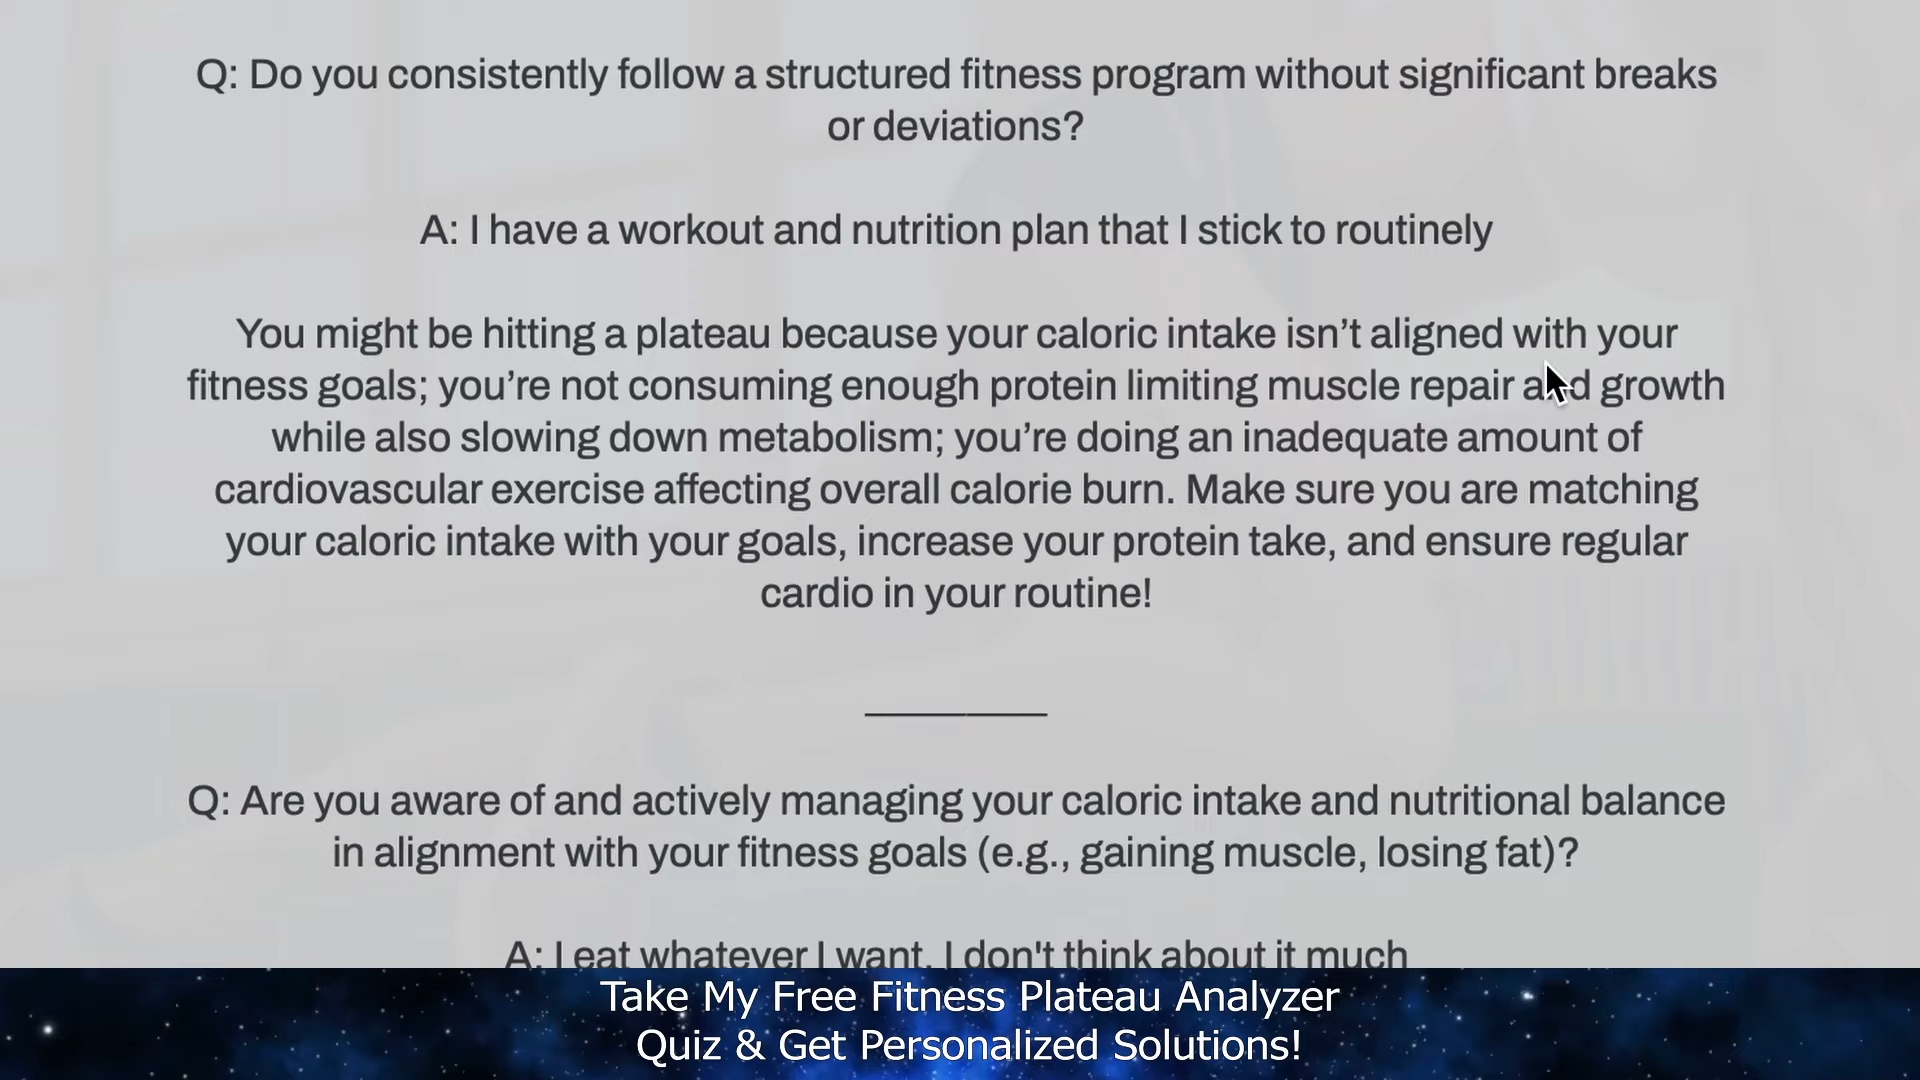 Q: Do you consistently follow a structured fitness program without significant breaks
or deviations?
A: I have a workout and nutrition plan that I stick to routinely
You might be hitting a plateau because your caloric intake isn’t aligned with your
fitness goals; you’re not consuming enough protein limiting muscle repair and growth
while also slowing down metabolism; you’re doing an inadequate amount of
cardiovascular exercise affecting overall calorie burn. Make sure you are matching
your caloric intake with your goals, increase your protein take, and ensure regular
cardio in your routine!
Q: Are you aware of and actively managing your caloric intake and nutritional balance
in alignment with your fitness goals (e.g., gaining muscle, losing fat)?
A: I eat whatever I want, I don't think about it much
Take My Free Fitness Plateau Analyzer
Quiz & Get Personalized Solutions!